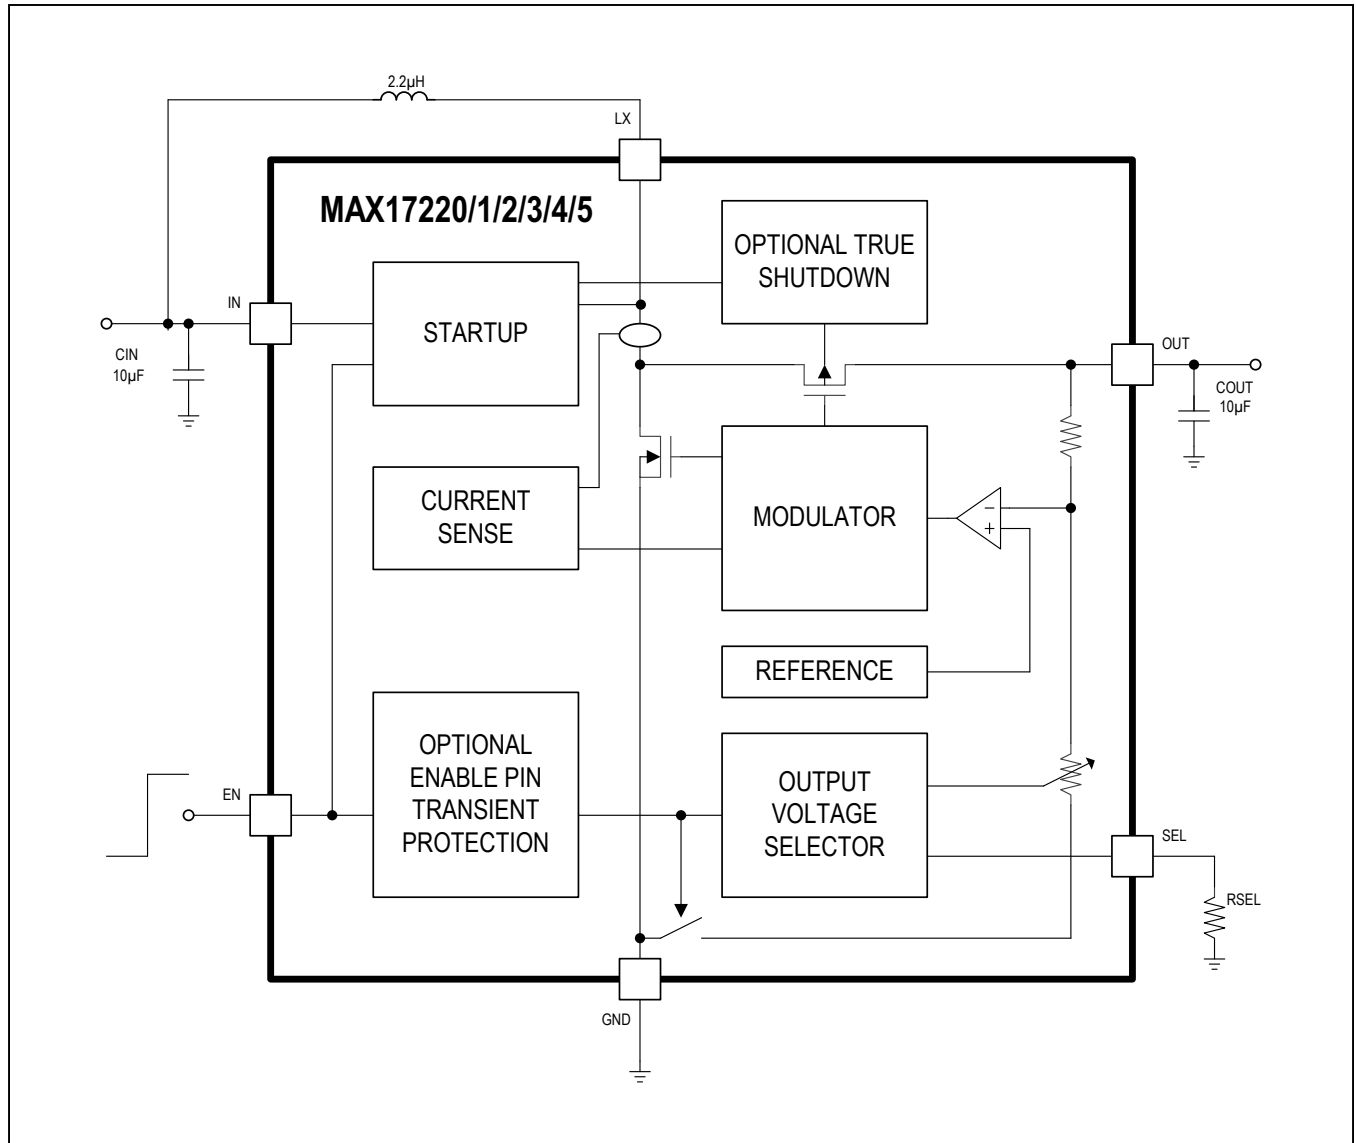 2.2µH
LX
MAX17220/1/2/3/4/5
OPTIONAL TRUE
SHUTDOWN
IN
STARTUP
OUT
CIN
10µF
COUT
10µF
CURRENT
SENSE
MODULATOR
−
+
REFERENCE
OPTIONAL
ENABLE PIN
TRANSIENT
PROTECTION
OUTPUT
VOLTAGE
SELECTOR
EN
SEL
RSEL
GND